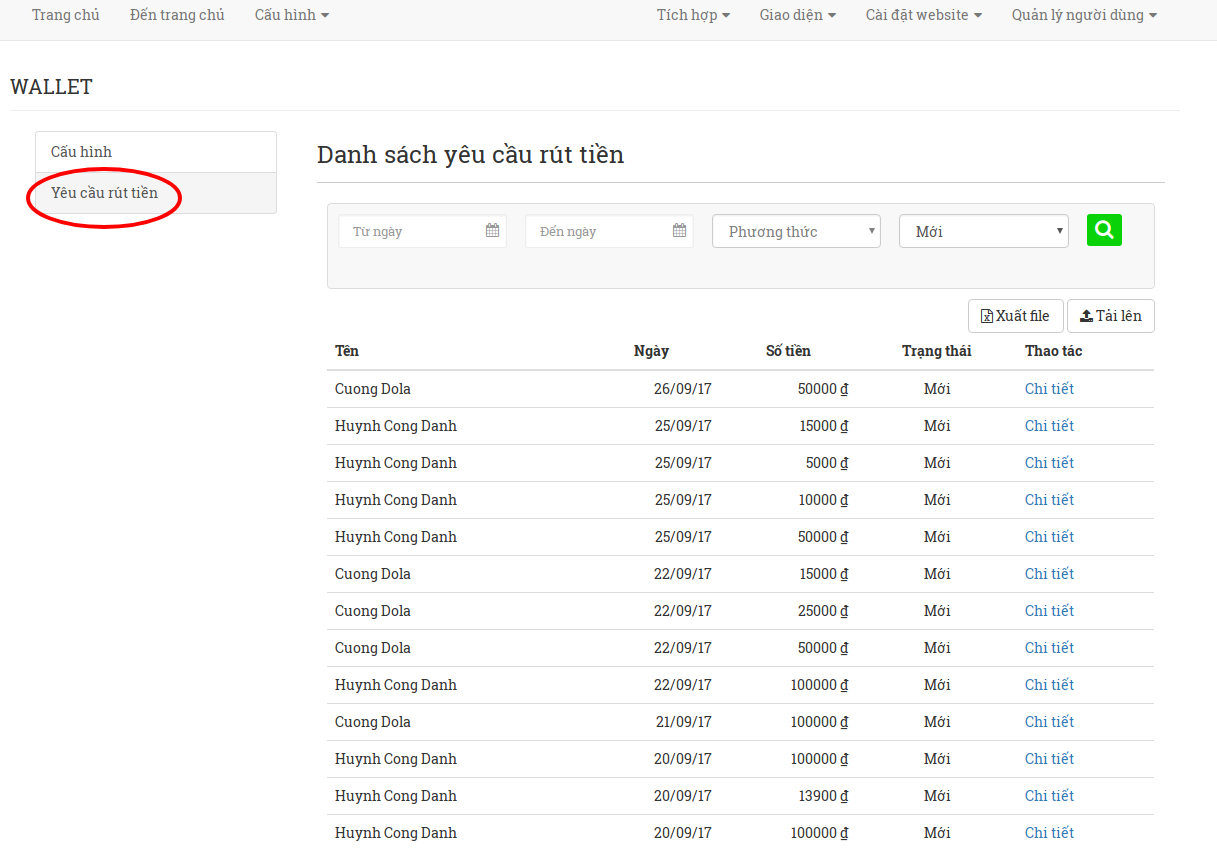 Trang chủ Đến trang chủ Cấu hình Tích hợp Giao diện Cài đặt website Quản lý người dùng
WALLET
Cấu hình
Yêu cầu rút tiền
Danh sách yêu cầu rút tiền
Từ ngày Đến ngày Phương thức Mới
Xuất file Tải lên
Tên Ngày Số tiền Trạng thái Thao tác
Cuong Dola 26/09/17 50000 ₫ Mới Chi tiết
Huynh Cong Danh 25/09/17 15000 ₫ Mới Chi tiết
Huynh Cong Danh 25/09/17 5000 ₫ Mới Chi tiết
Huynh Cong Danh 25/09/17 10000 ₫ Mới Chi tiết
Huynh Cong Danh 25/09/17 50000 ₫ Mới Chi tiết
Cuong Dola 22/09/17 15000 ₫ Mới Chi tiết
Cuong Dola 22/09/17 25000 ₫ Mới Chi tiết
Cuong Dola 22/09/17 50000 ₫ Mới Chi tiết
Huynh Cong Danh 22/09/17 100000 ₫ Mới Chi tiết
Cuong Dola 21/09/17 100000 ₫ Mới Chi tiết
Huynh Cong Danh 20/09/17 100000 ₫ Mới Chi tiết
Huynh Cong Danh 20/09/17 13900 ₫ Mới Chi tiết
Huynh Cong Danh 20/09/17 100000 ₫ Mới Chi tiết